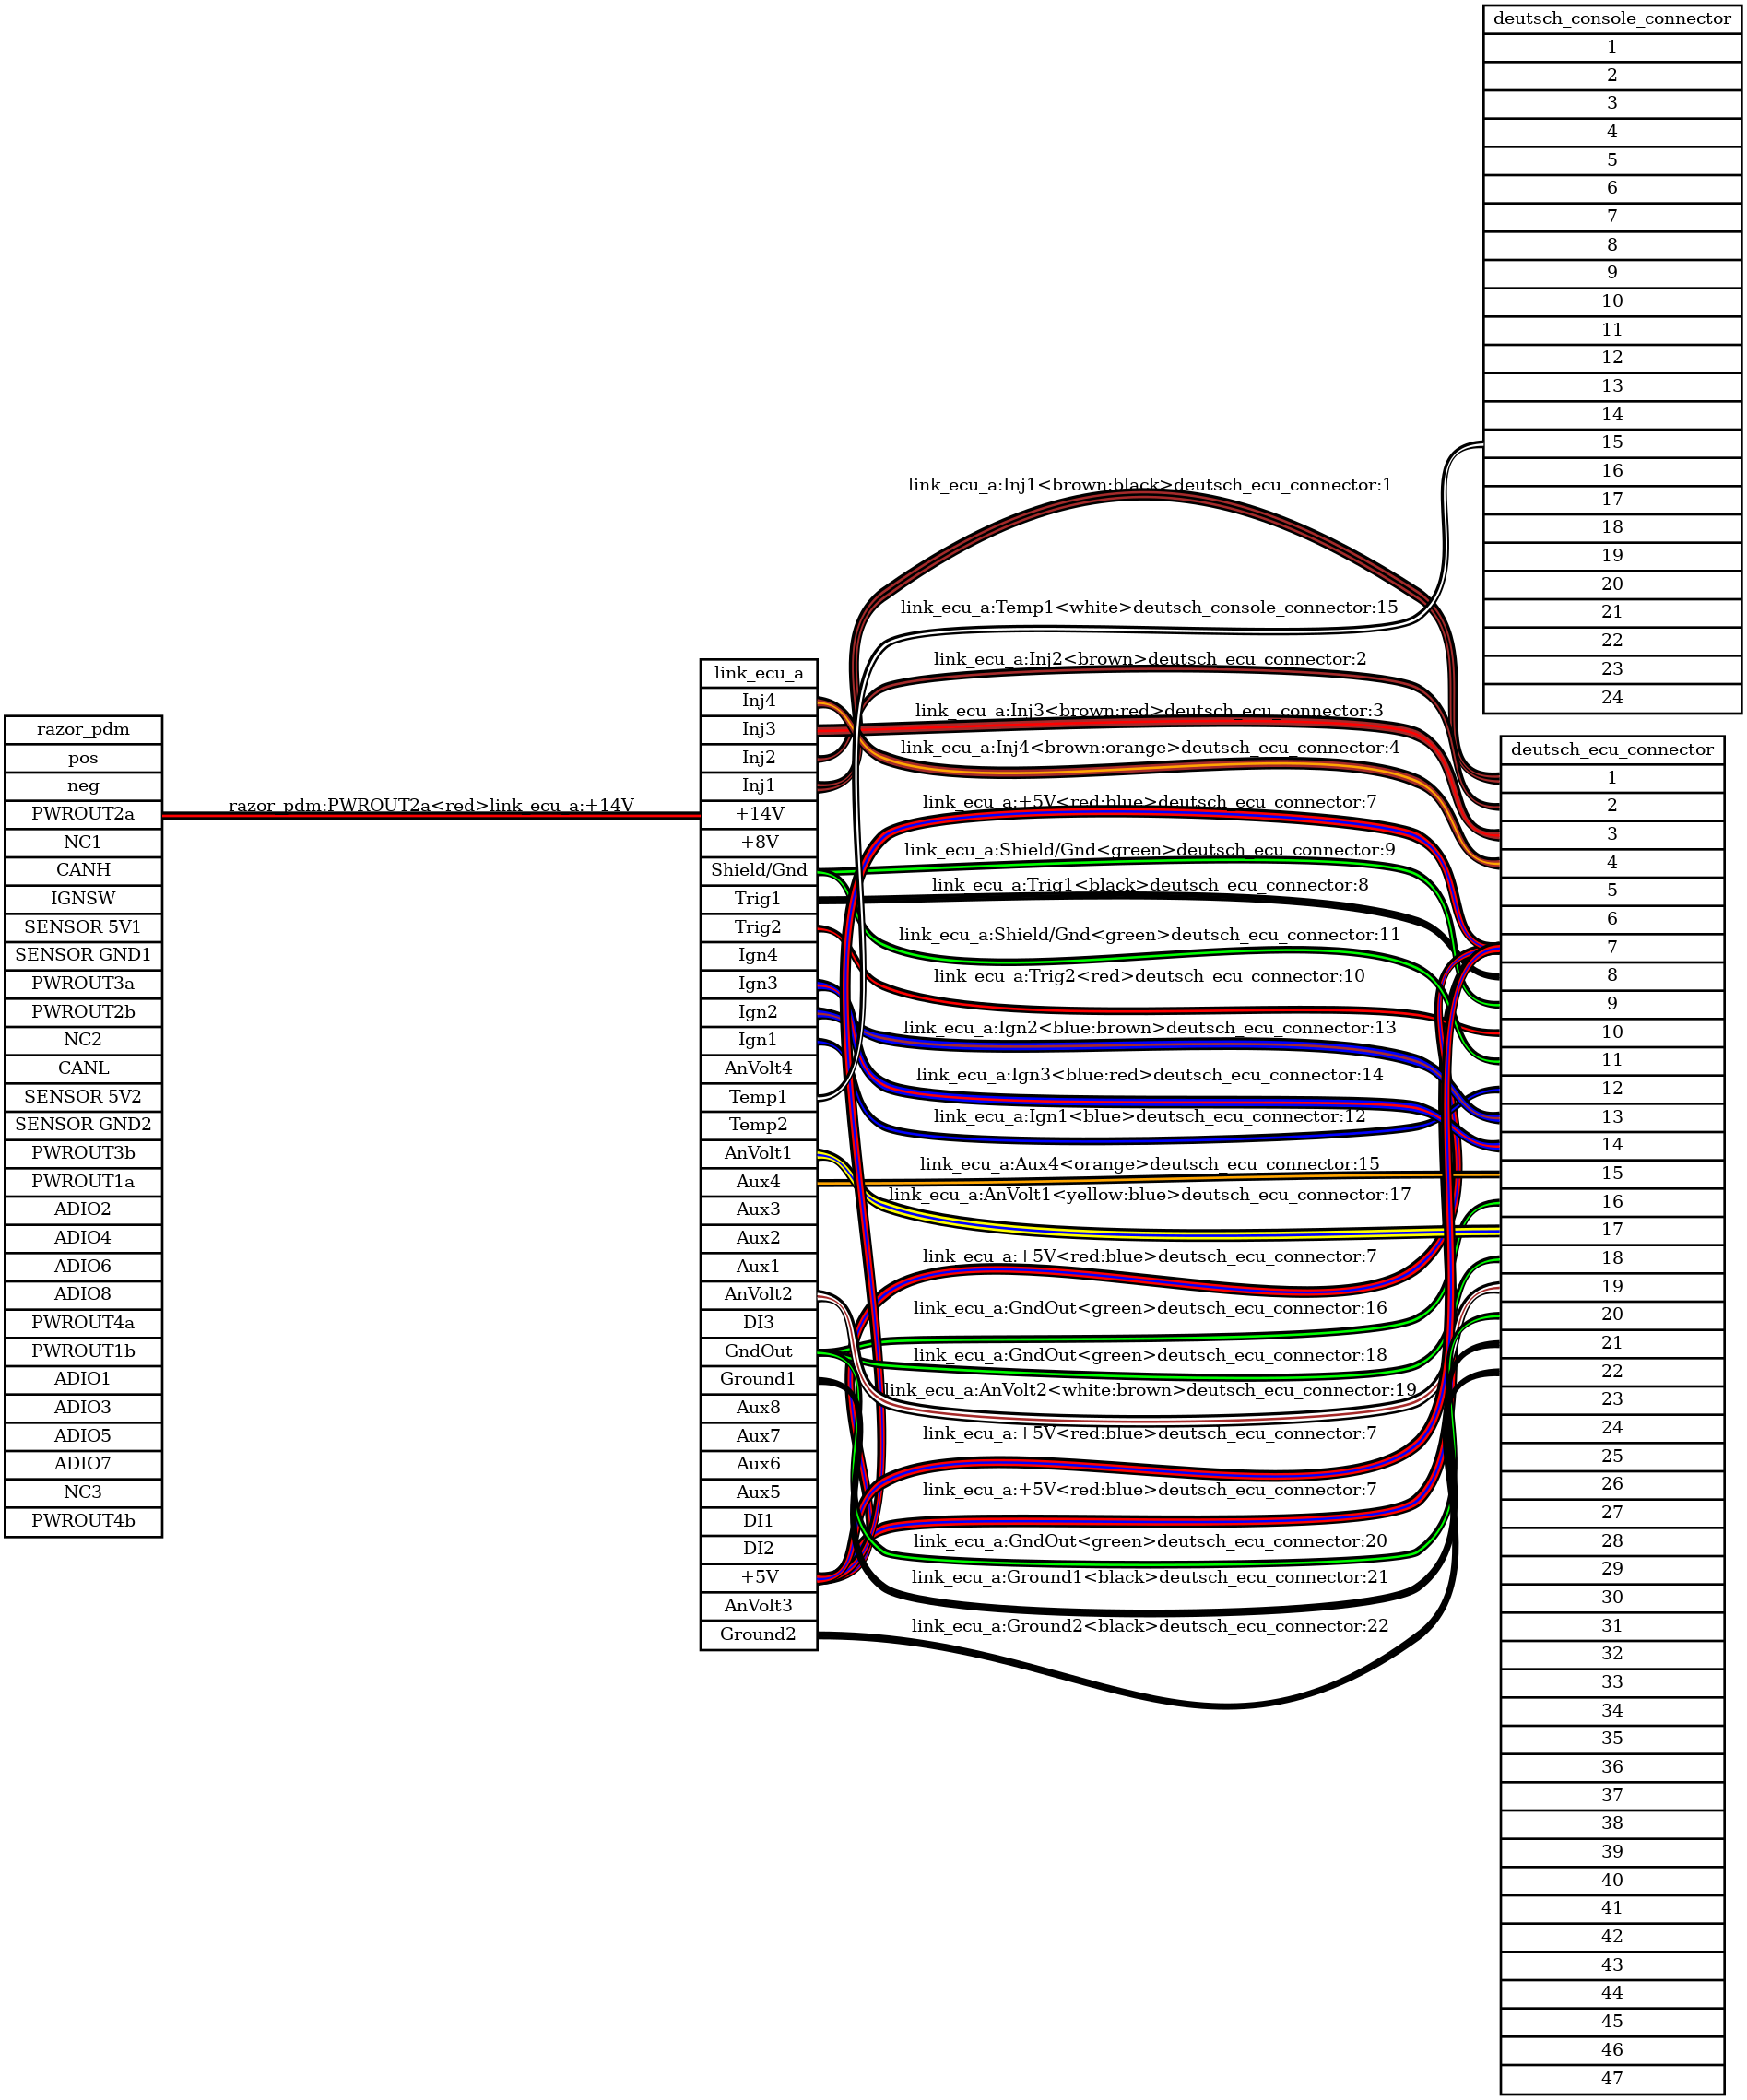 razor_pdm
pos
neg
PWROUT2a
NC1
CANH
IGNSW
SENSOR 5V1
SENSOR GND1
PWROUT3a
PWROUT2b
NC2
CANL
SENSOR 5V2
SENSOR GND2
PWROUT3b
PWROUT1a
ADIO2
ADIO4
ADIO6
ADIO8
PWROUT4a
PWROUT1b
ADIO1
ADIO3
ADIO5
ADIO7
NC3
PWROUT4b
razor_pdm:PWROUT2a<red>link_ecu_a:+14V
link_ecu_a
Inj4
Inj3
Inj2
Inj1
+14V
+8V
Shield/Gnd
Trig1
Trig2
Ign4
Ign3
Ign2
Ign1
AnVolt4
Temp1
Temp2
AnVolt1
Aux4
Aux3
Aux2
Aux1
AnVolt2
DI3
GndOut
Ground1
Aux8
Aux7
Aux6
Aux5
DI1
DI2
+5V
AnVolt3
Ground2
link_ecu_a:Inj1<brown:black>deutsch_ecu_connector:1
link_ecu_a:Temp1<white>deutsch_console_connector:15
link_ecu_a:Inj2<brown>deutsch_ecu_connector:2
link_ecu_a:Inj3<brown:red>deutsch_ecu_connector:3
link_ecu_a:Inj4<brown:orange>deutsch_ecu_connector:4
link_ecu_a:+5V<red:blue>deutsch_ecu_connector:7
link_ecu_a:Shield/Gnd<green>deutsch_ecu_connector:9
link_ecu_a:Trig1<black>deutsch_ecu_connector:8
link_ecu_a:Shield/Gnd<green>deutsch_ecu_connector:11
link_ecu_a:Trig2<red>deutsch_ecu_connector:10
link_ecu_a:Ign2<blue:brown>deutsch_ecu_connector:13
link_ecu_a:Ign3<blue:red>deutsch_ecu_connector:14
link_ecu_a:Ign1<blue>deutsch_ecu_connector:12
link_ecu_a:Aux4<orange>deutsch_ecu_connector:15
link_ecu_a:AnVolt1<yellow:blue>deutsch_ecu_connector:17
link_ecu_a:+5V<red:blue>deutsch_ecu_connector:7
link_ecu_a:GndOut<green>deutsch_ecu_connector:16
link_ecu_a:GndOut<green>deutsch_ecu_connector:18
link_ecu_a:AnVolt2<white:brown>deutsch_ecu_connector:19
link_ecu_a:+5V<red:blue>deutsch_ecu_connector:7
link_ecu_a:+5V<red:blue>deutsch_ecu_connector:7
link_ecu_a:GndOut<green>deutsch_ecu_connector:20
link_ecu_a:Ground1<black>deutsch_ecu_connector:21
link_ecu_a:Ground2<black>deutsch_ecu_connector:22
deutsch_console_connector
1
2
3
4
5
6
7
8
9
10
11
12
13
14
15
16
17
18
19
20
21
22
23
24
deutsch_ecu_connector
1
2
3
4
5
6
7
8
9
10
11
12
13
14
15
16
17
18
19
20
21
22
23
24
25
26
27
28
29
30
31
32
33
34
35
36
37
38
39
40
41
42
43
44
45
46
47